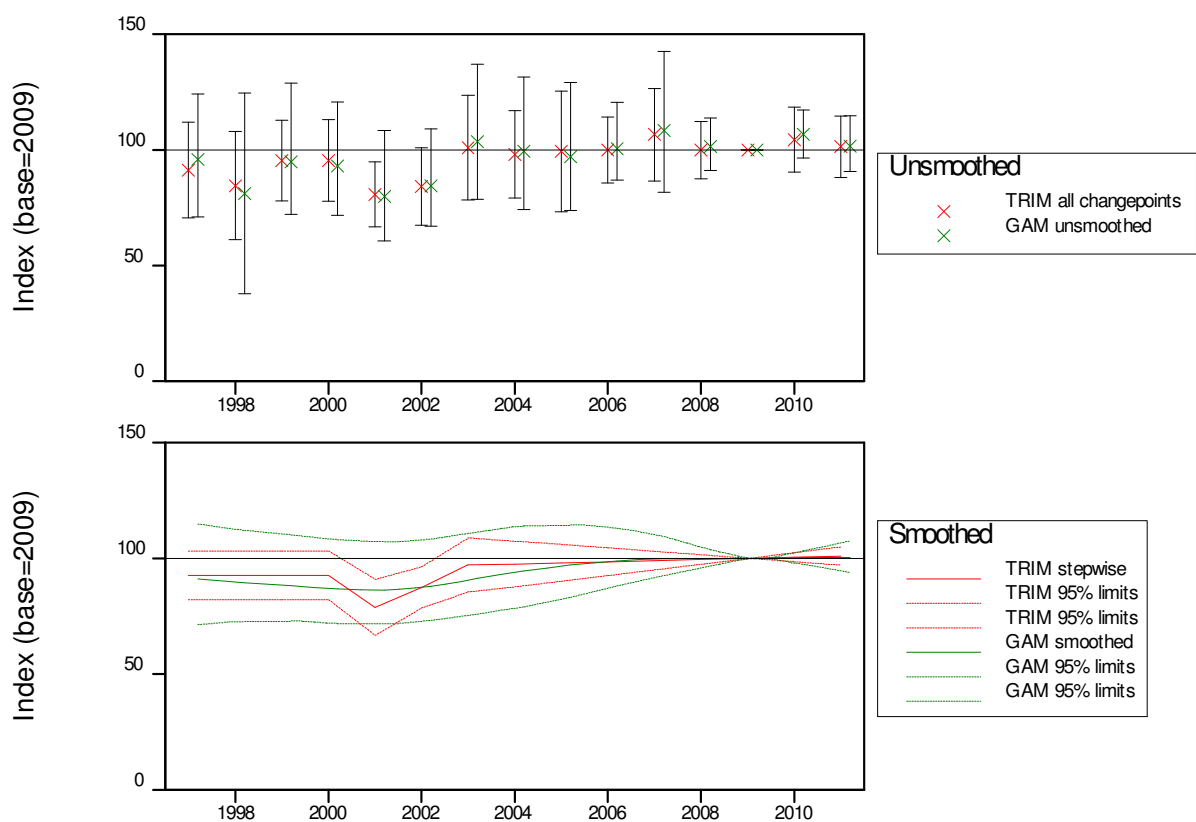 150
100
50
0
Index (base=2009)
1998 2000 2002 2004 2006 2008 2010
Unsmoothed
TRIM all changepoints
GAM unsmoothed
150
100
50
0
Index (base=2009)
1998 2000 2002 2004 2006 2008 2010
Smoothed
TRIM stepwise
TRIM 95% limits
TRIM 95% limits
GAM smoothed
GAM 95% limits
GAM 95% limits